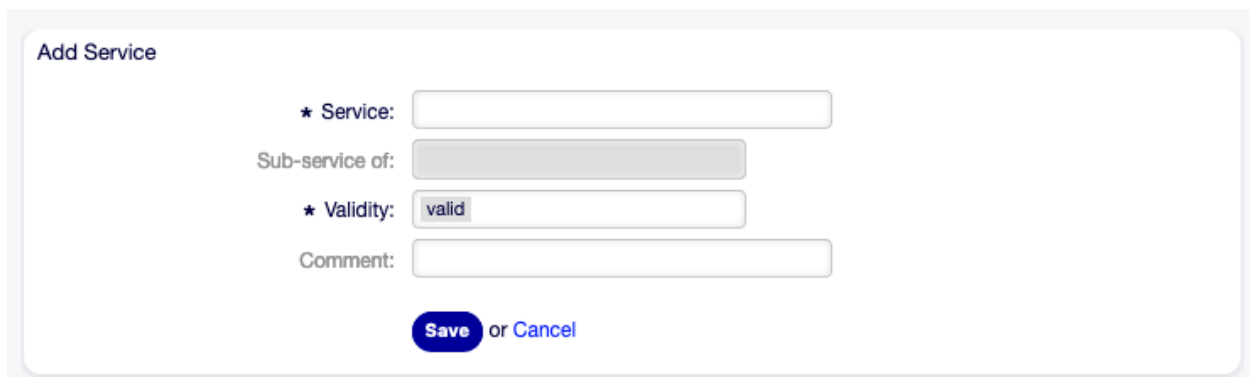 Add Service
★ Service:
Sub-service of:
★ Validity: valid
Comment:
Save or Cancel